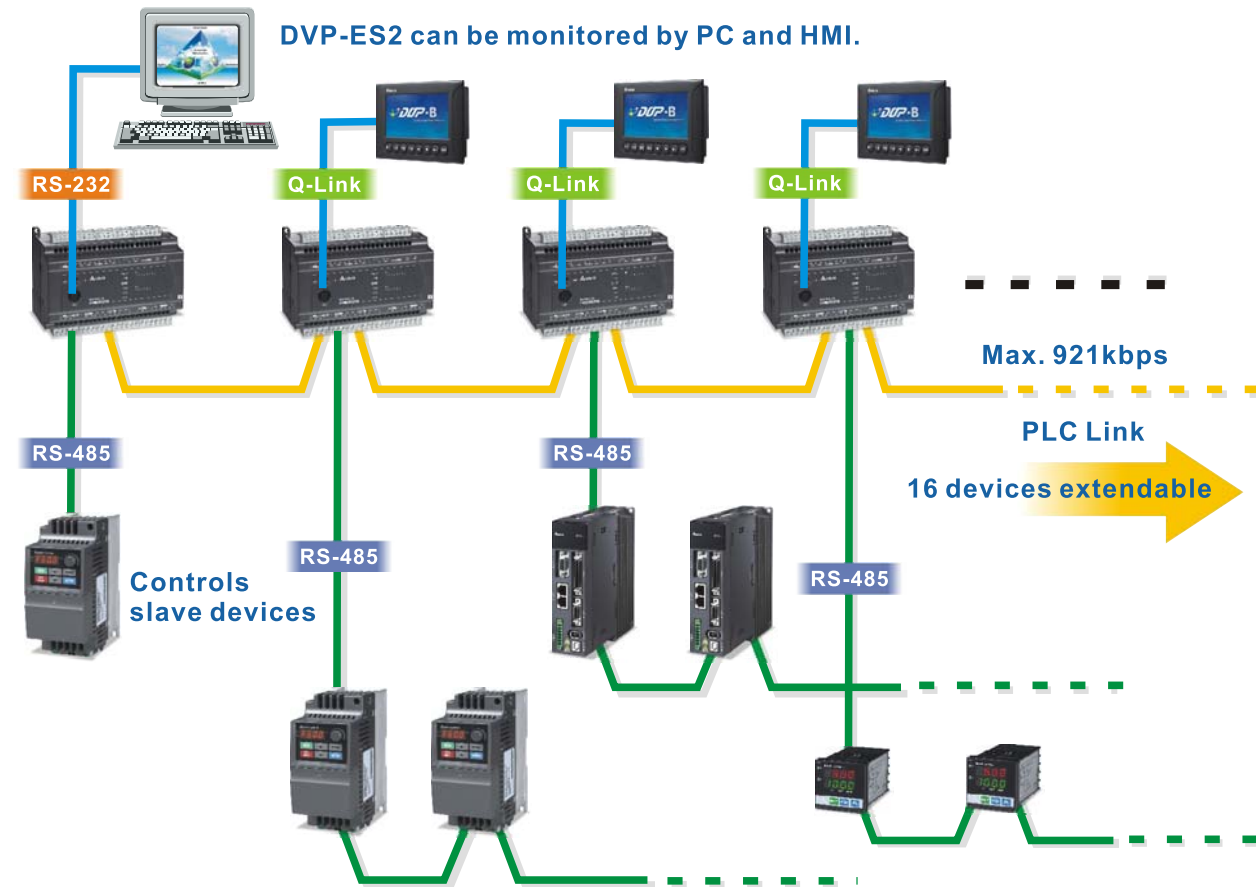 DVP-ES2 can be monitored by PC and HMI.
RS-232
Q-Link
Q-Link
Q-Link
Max. 921kbps
PLC Link
16 devices extendable
RS-485
RS-485
RS-485
RS-485
Controls
slave devices